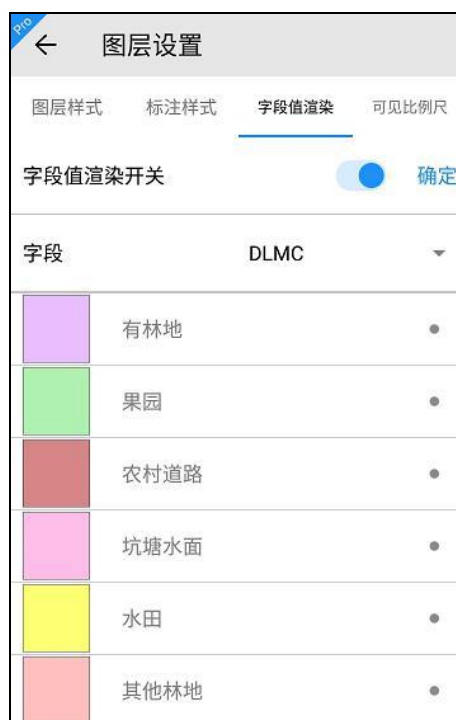 Pro
图层设置
图层样式 标注样式 字段值渲染 可见比例尺
字段值渲染开关 确定
字段 DLMC
有林地
果园
农村道路
坑塘水面
水田
其他林地